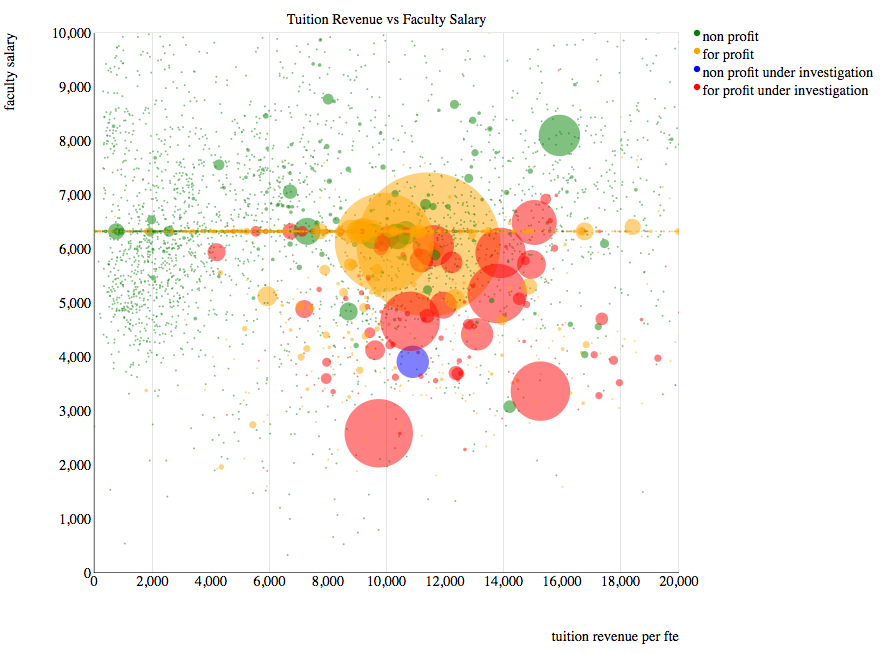 Tuition Revenue vs Faculty Salary
faculty salary
10,000
9,000
8,000
7,000
6,000
5,000
4,000
3,000
2,000
1,000
0
0 2,000 4,000 6,000 8,000 10,000 12,000 14,000 16,000 18,000 20,000
tuition revenue per fte
non profit
for profit
non profit under investigation
for profit under investigation